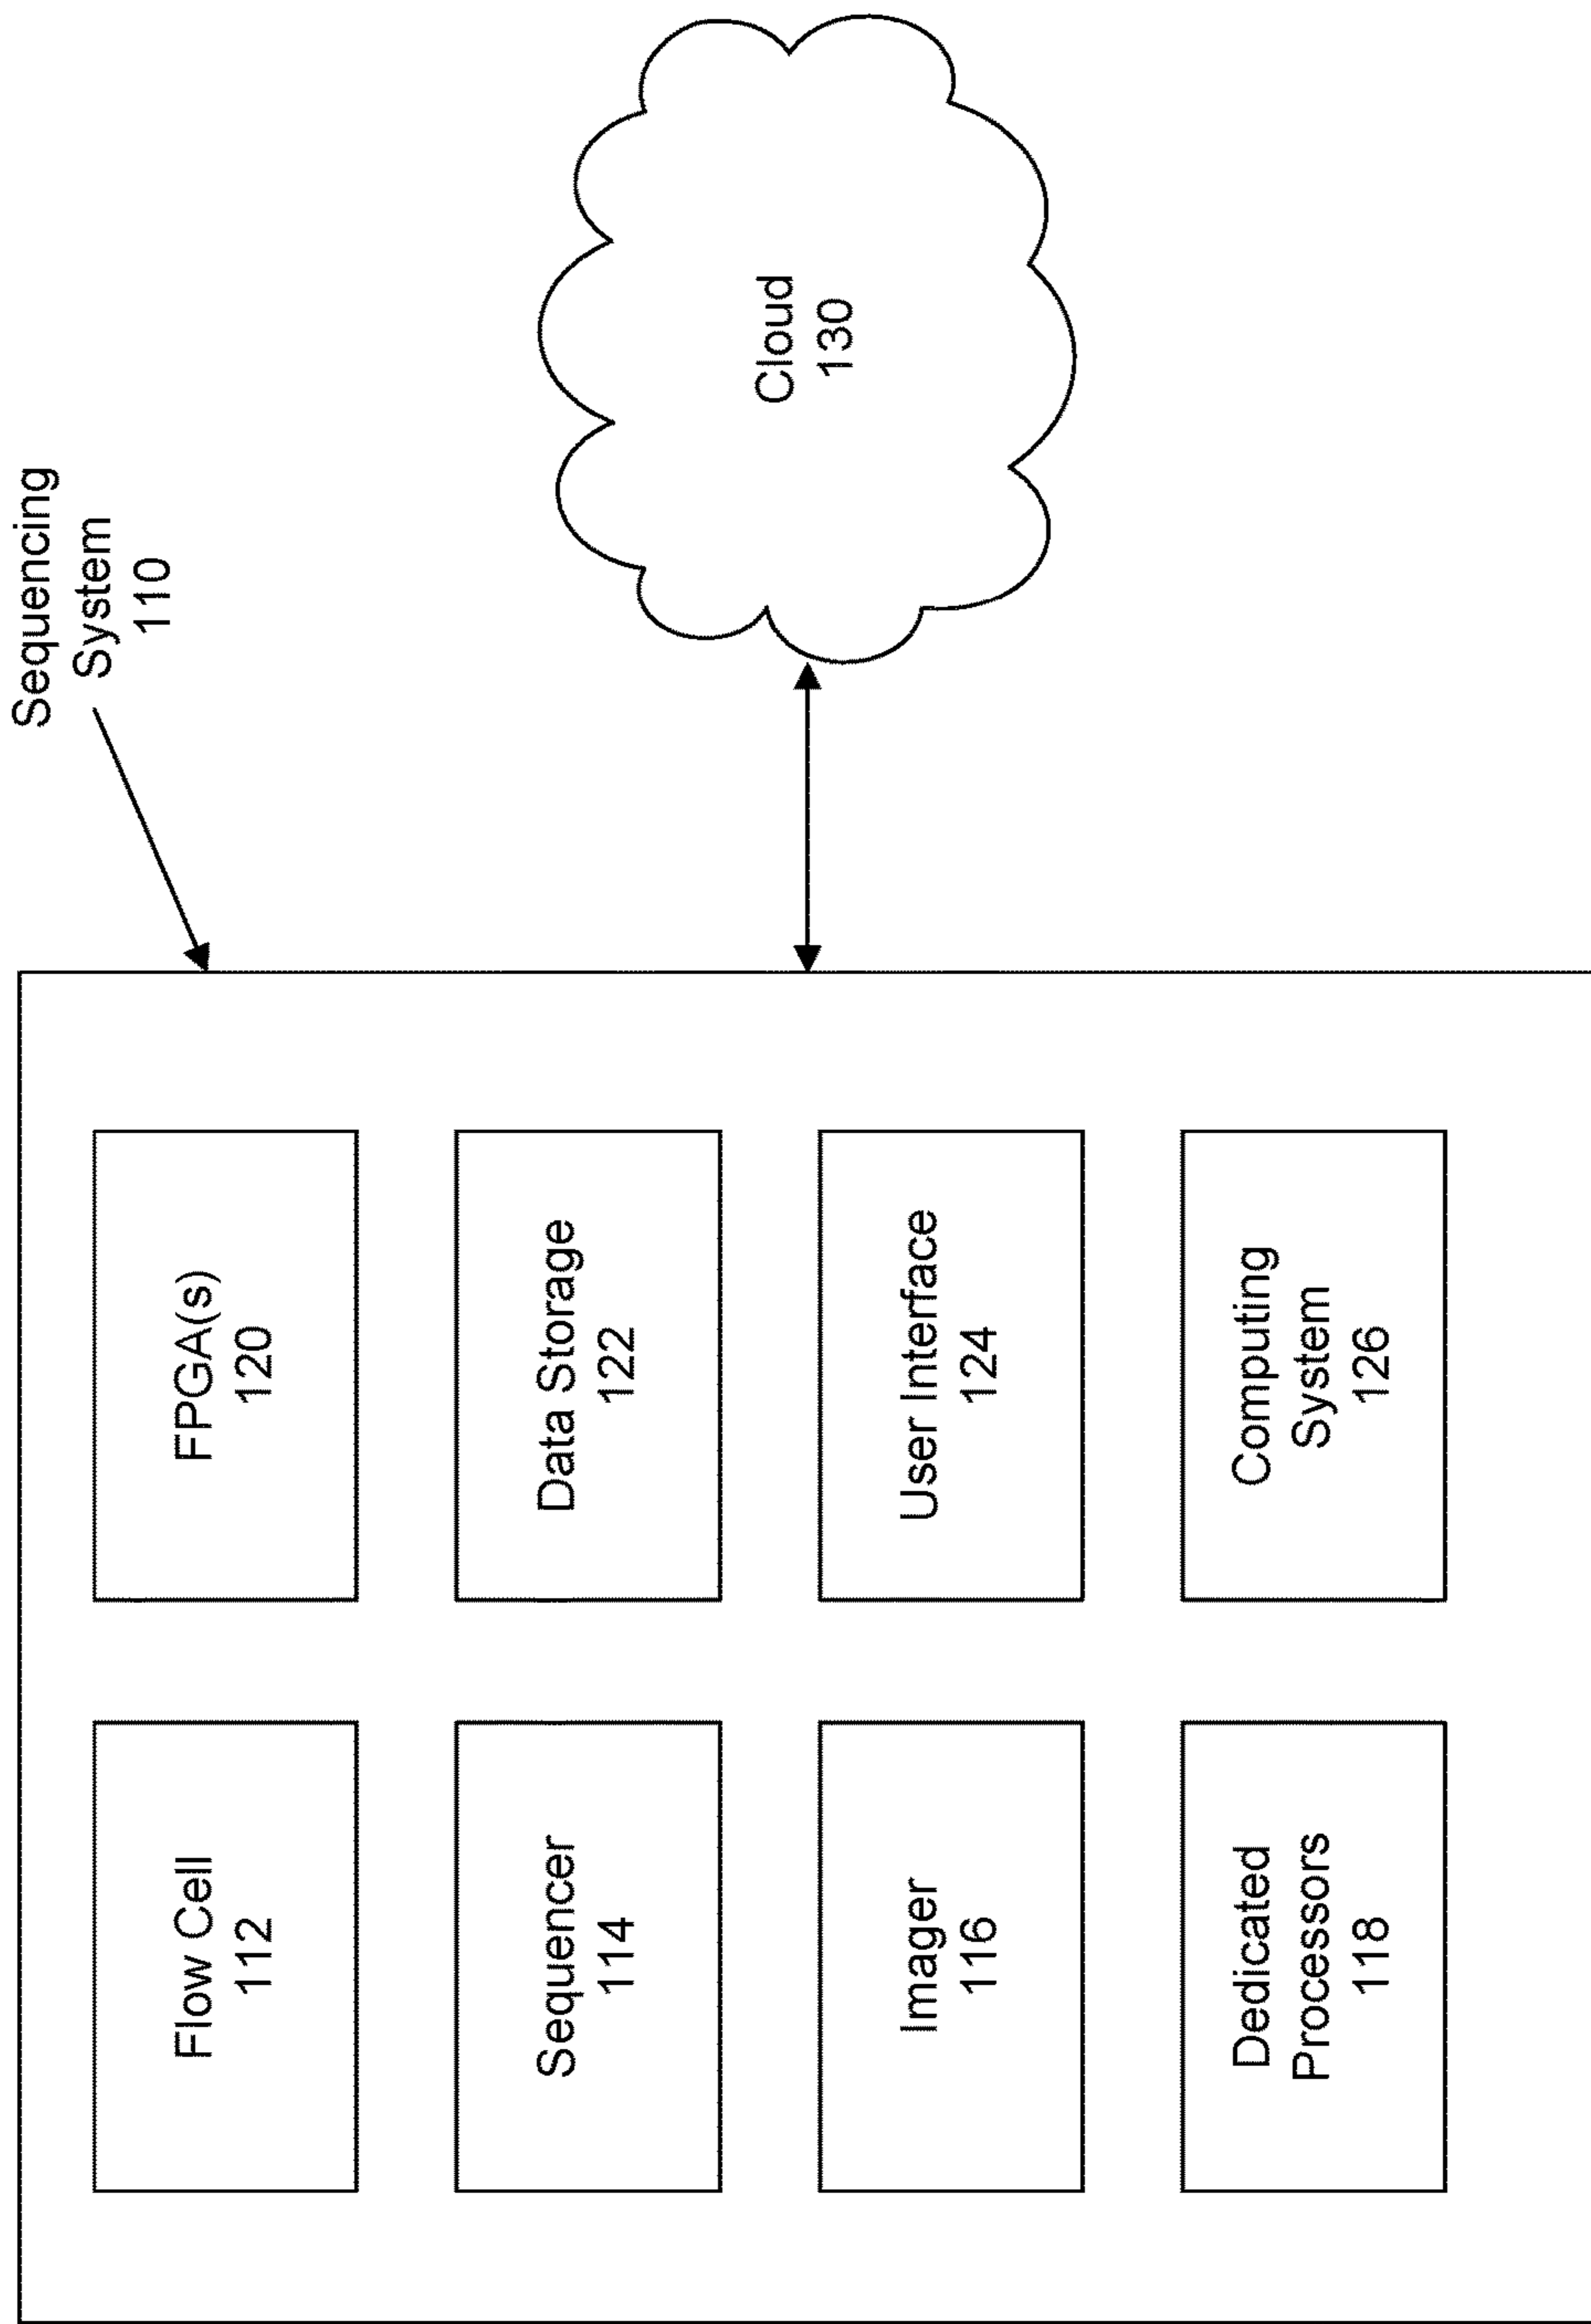 Sequencing
System
110
Flow Cell
112
FPGA(s)
120
Sequencer
114
Data Storage
122
Imager
116
User Interface
124
Dedicated
Processors
118
Computing
System
126
Cloud
130